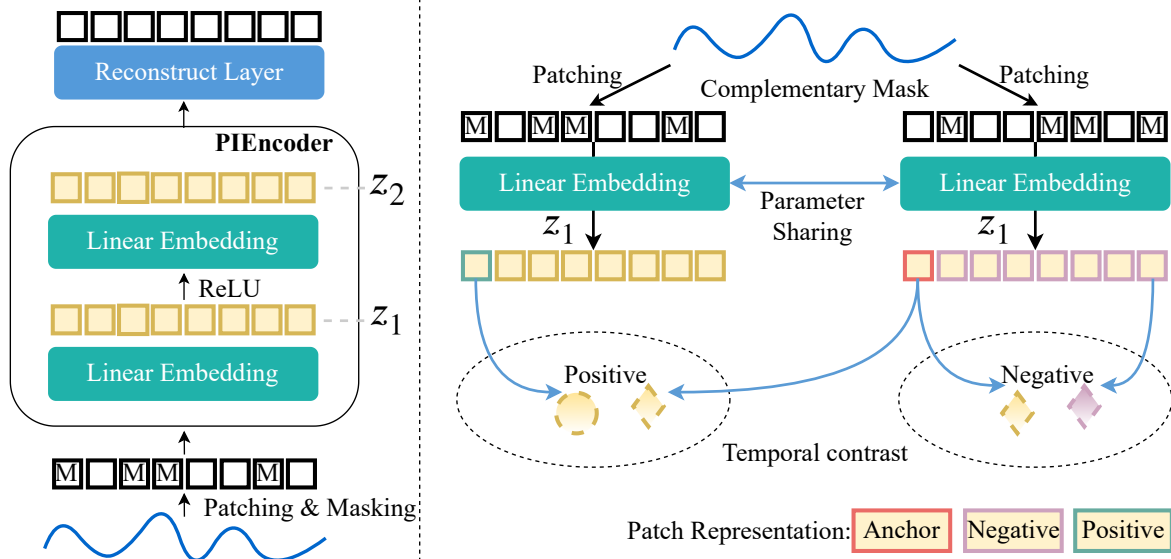 Reconstruct Layer
PIEncoder
z2
Linear Embedding
ReLU
z1
Linear Embedding
M M M M
Patching & Masking
Patching
Complementary Mask
Patching
M M M M
M M M M
Linear Embedding
Parameter
Sharing
Linear Embedding
z1
z1
Positive
Negative
Temporal contrast
Patch Representation: Anchor Negative Positive